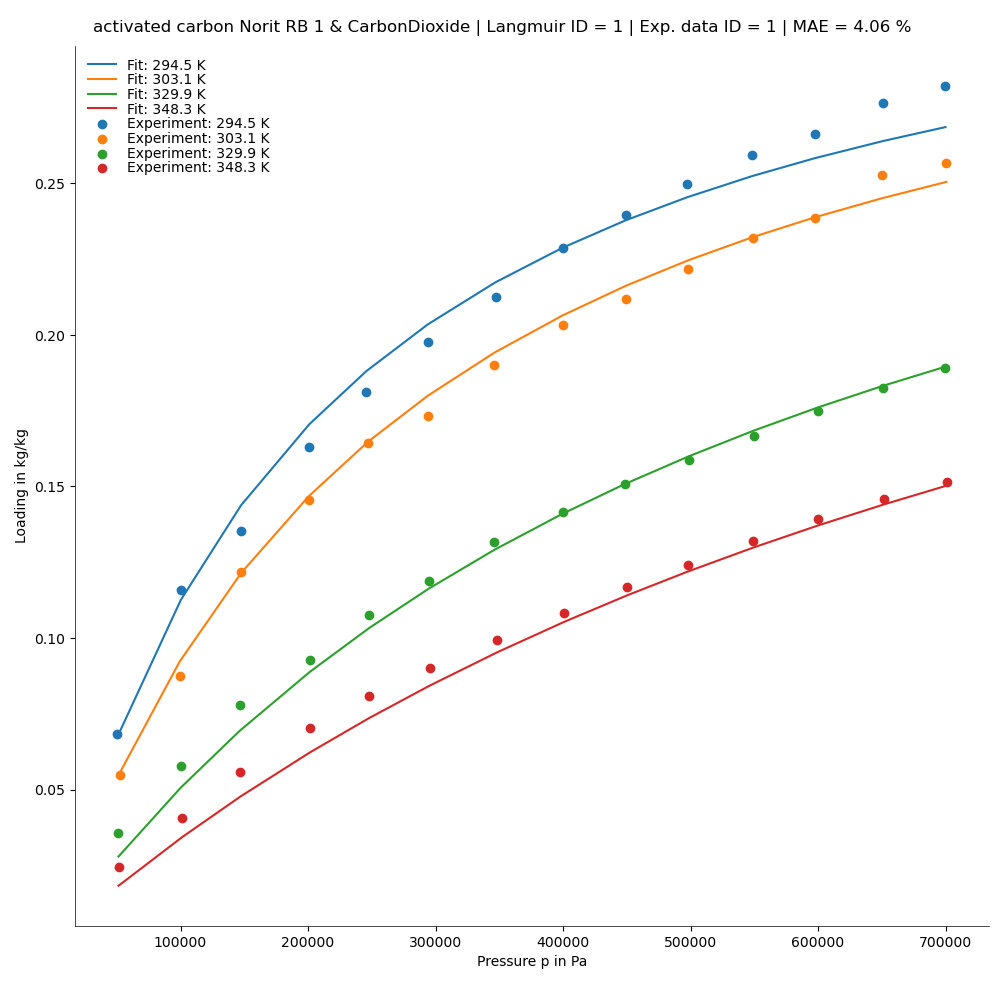 activated carbon Norit RB 1 & CarbonDioxide | Langmuir ID = 1 | Exp. data ID = 1 | MAE = 4.06 %
Fit: 294.5 K
Fit: 303.1 K
Fit: 329.9 K
Fit: 348.3 K
Experiment: 294.5 K
Experiment: 303.1 K
Experiment: 329.9 K
Experiment: 348.3 K
0.25
0.20
0.15
0.10
0.05
Loading in kg/kg
100000 200000 300000 400000 500000 600000 700000
Pressure p in Pa